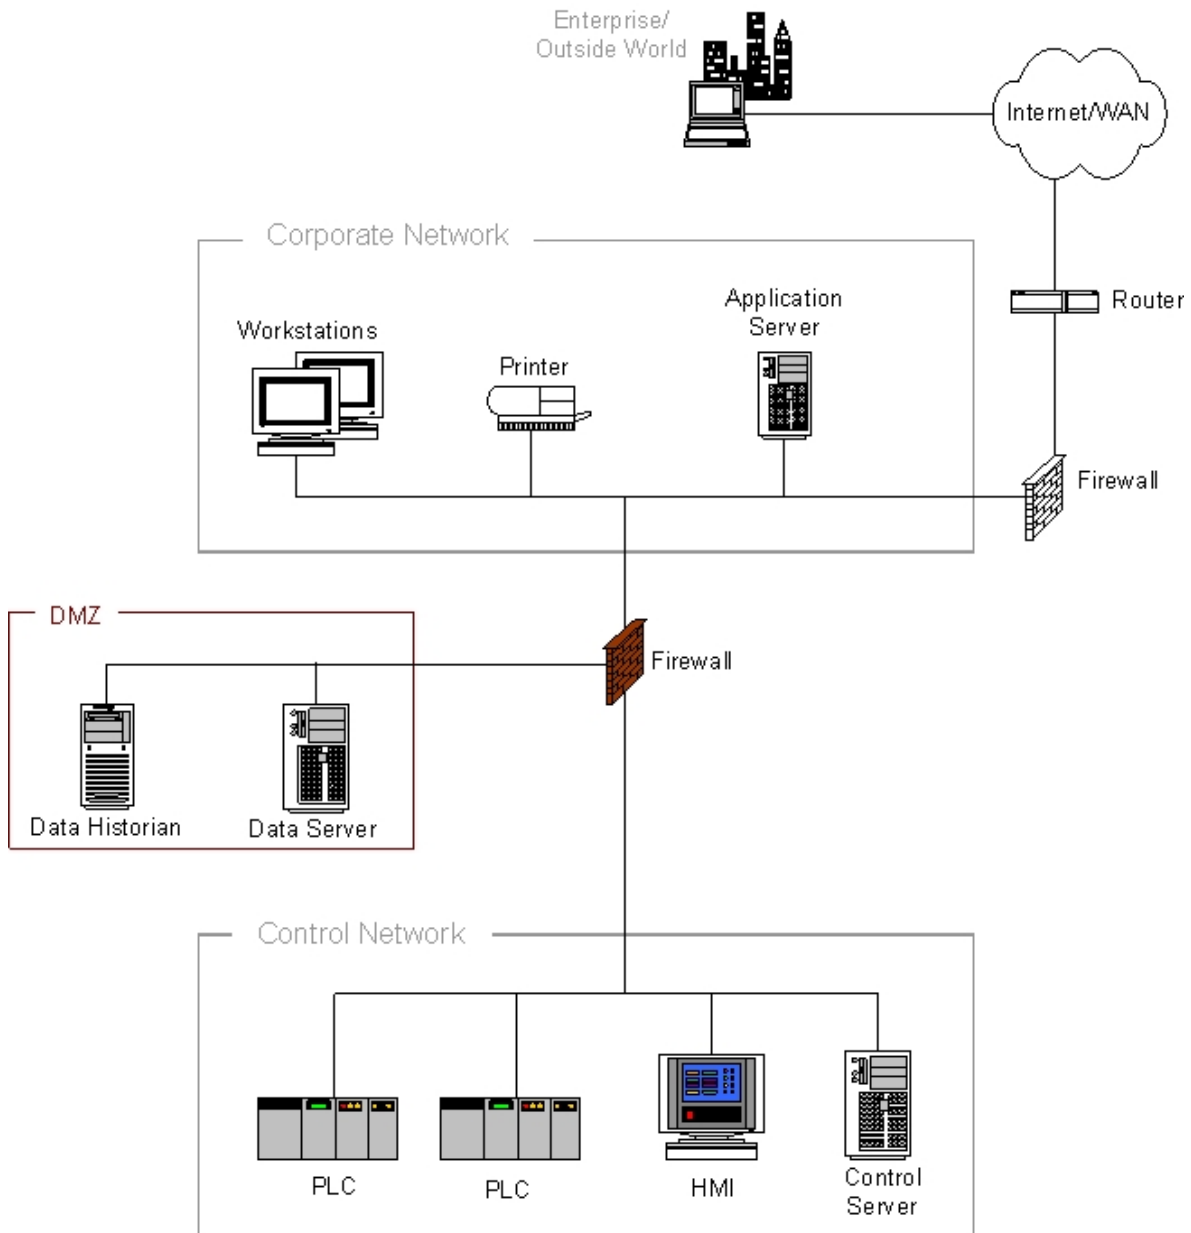 Enterprise/
Outside World
Internet/WAN
Corporate Network
Application
Server
Router
Workstations
Printer
Firewall
DMZ
Firewall
Data Historian
Data Server
Control Network
PLC
PLC
HMI
Control
Server